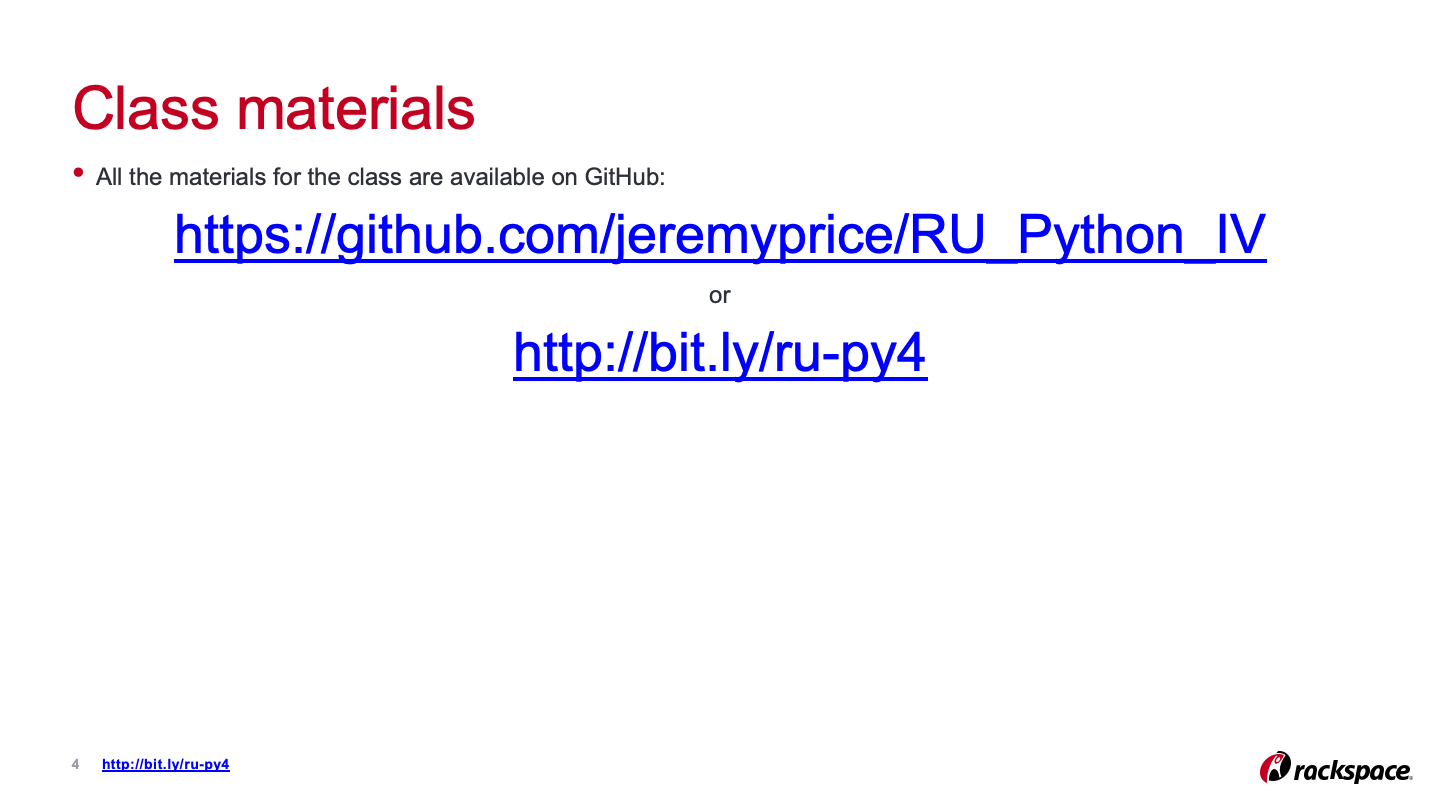 Class materials
• All the materials for the class are available on GitHub:
https://github.com/jeremyprice/RU_Python_IV
or
http://bit.ly/ru-py4
4 http://bit.ly/ru-py4
rackspace.